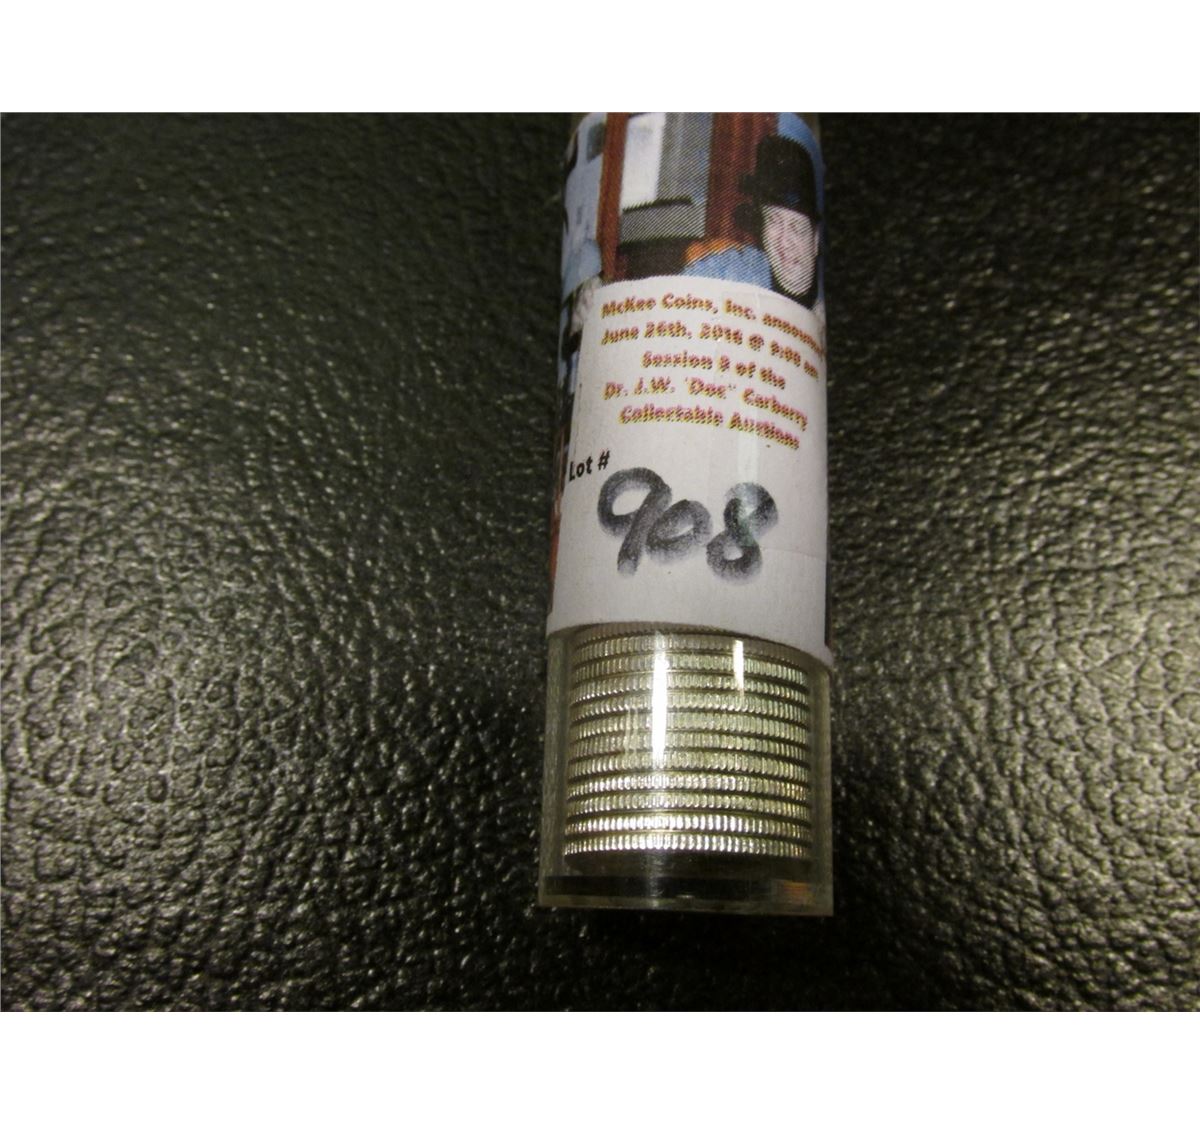 McKee Coins, Inc. announces
June 26th, 2016 @ 9:00 am
Session 3 of the
Dr. J.W. "Doc" Carberry
Collectable Auctions
Lot #
908